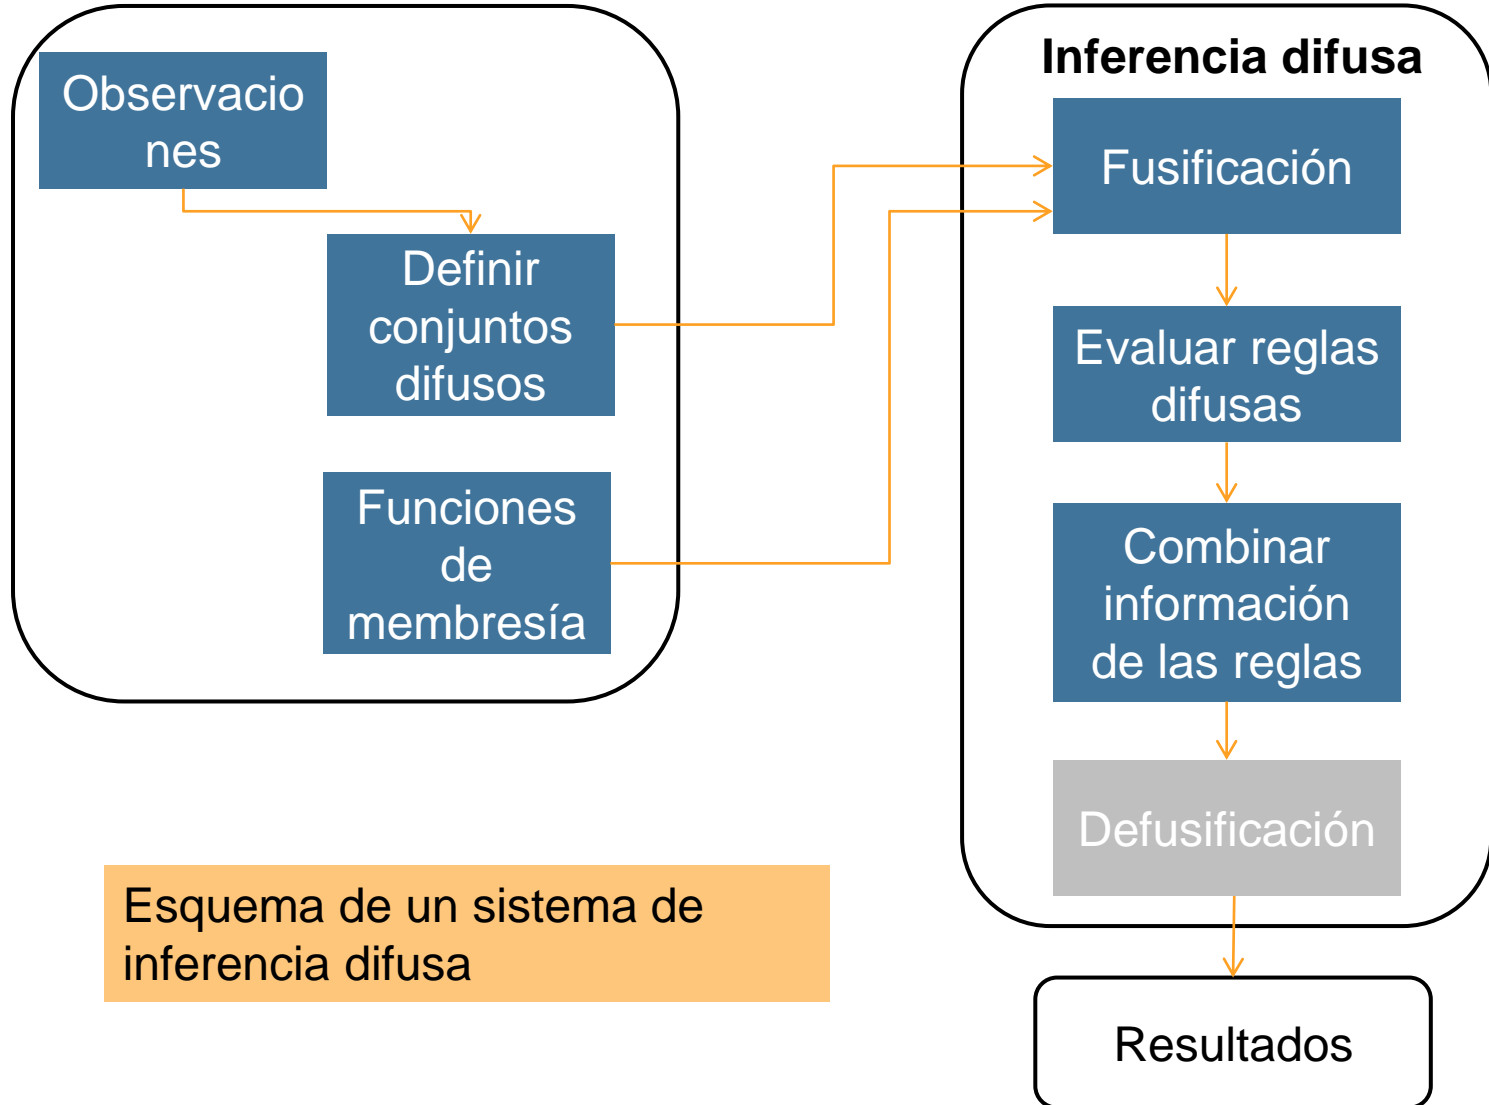 Observacio
nes
Definir
conjuntos
difusos
Funciones
de
membresía
Inferencia difusa
Fusificación
Evaluar reglas
difusas
Combinar
información
de las reglas
Defusificación
Resultados
Esquema de un sistema de
inferencia difusa